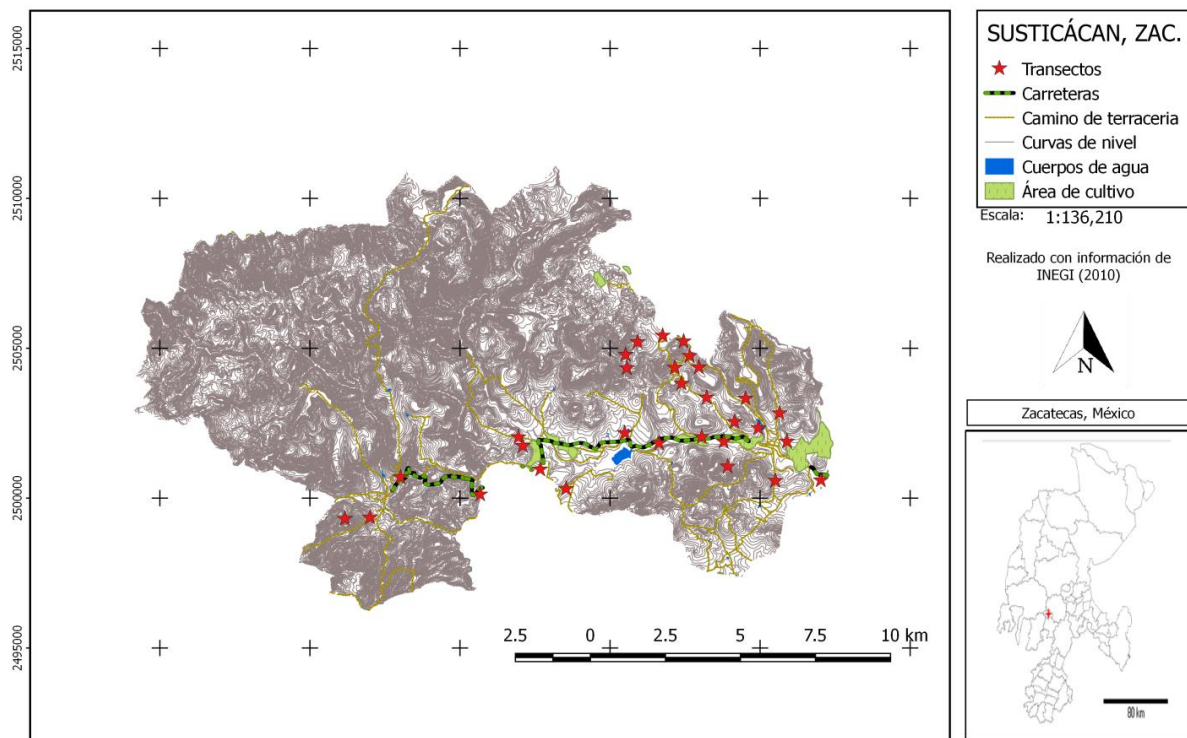 2515000
2510000
2505000
2500000
2495000
2.5 0 2.5 5 7.5 10 km
SUSTICÁCAN, ZAC.
Transectos
Carreteras
Camino de terraceria
Curvas de nivel
Cuerpos de agua
Área de cultivo
Escala: 1:136,210
Realizado con información de
INEGI (2010)
N
Zacatecas, México
80 km